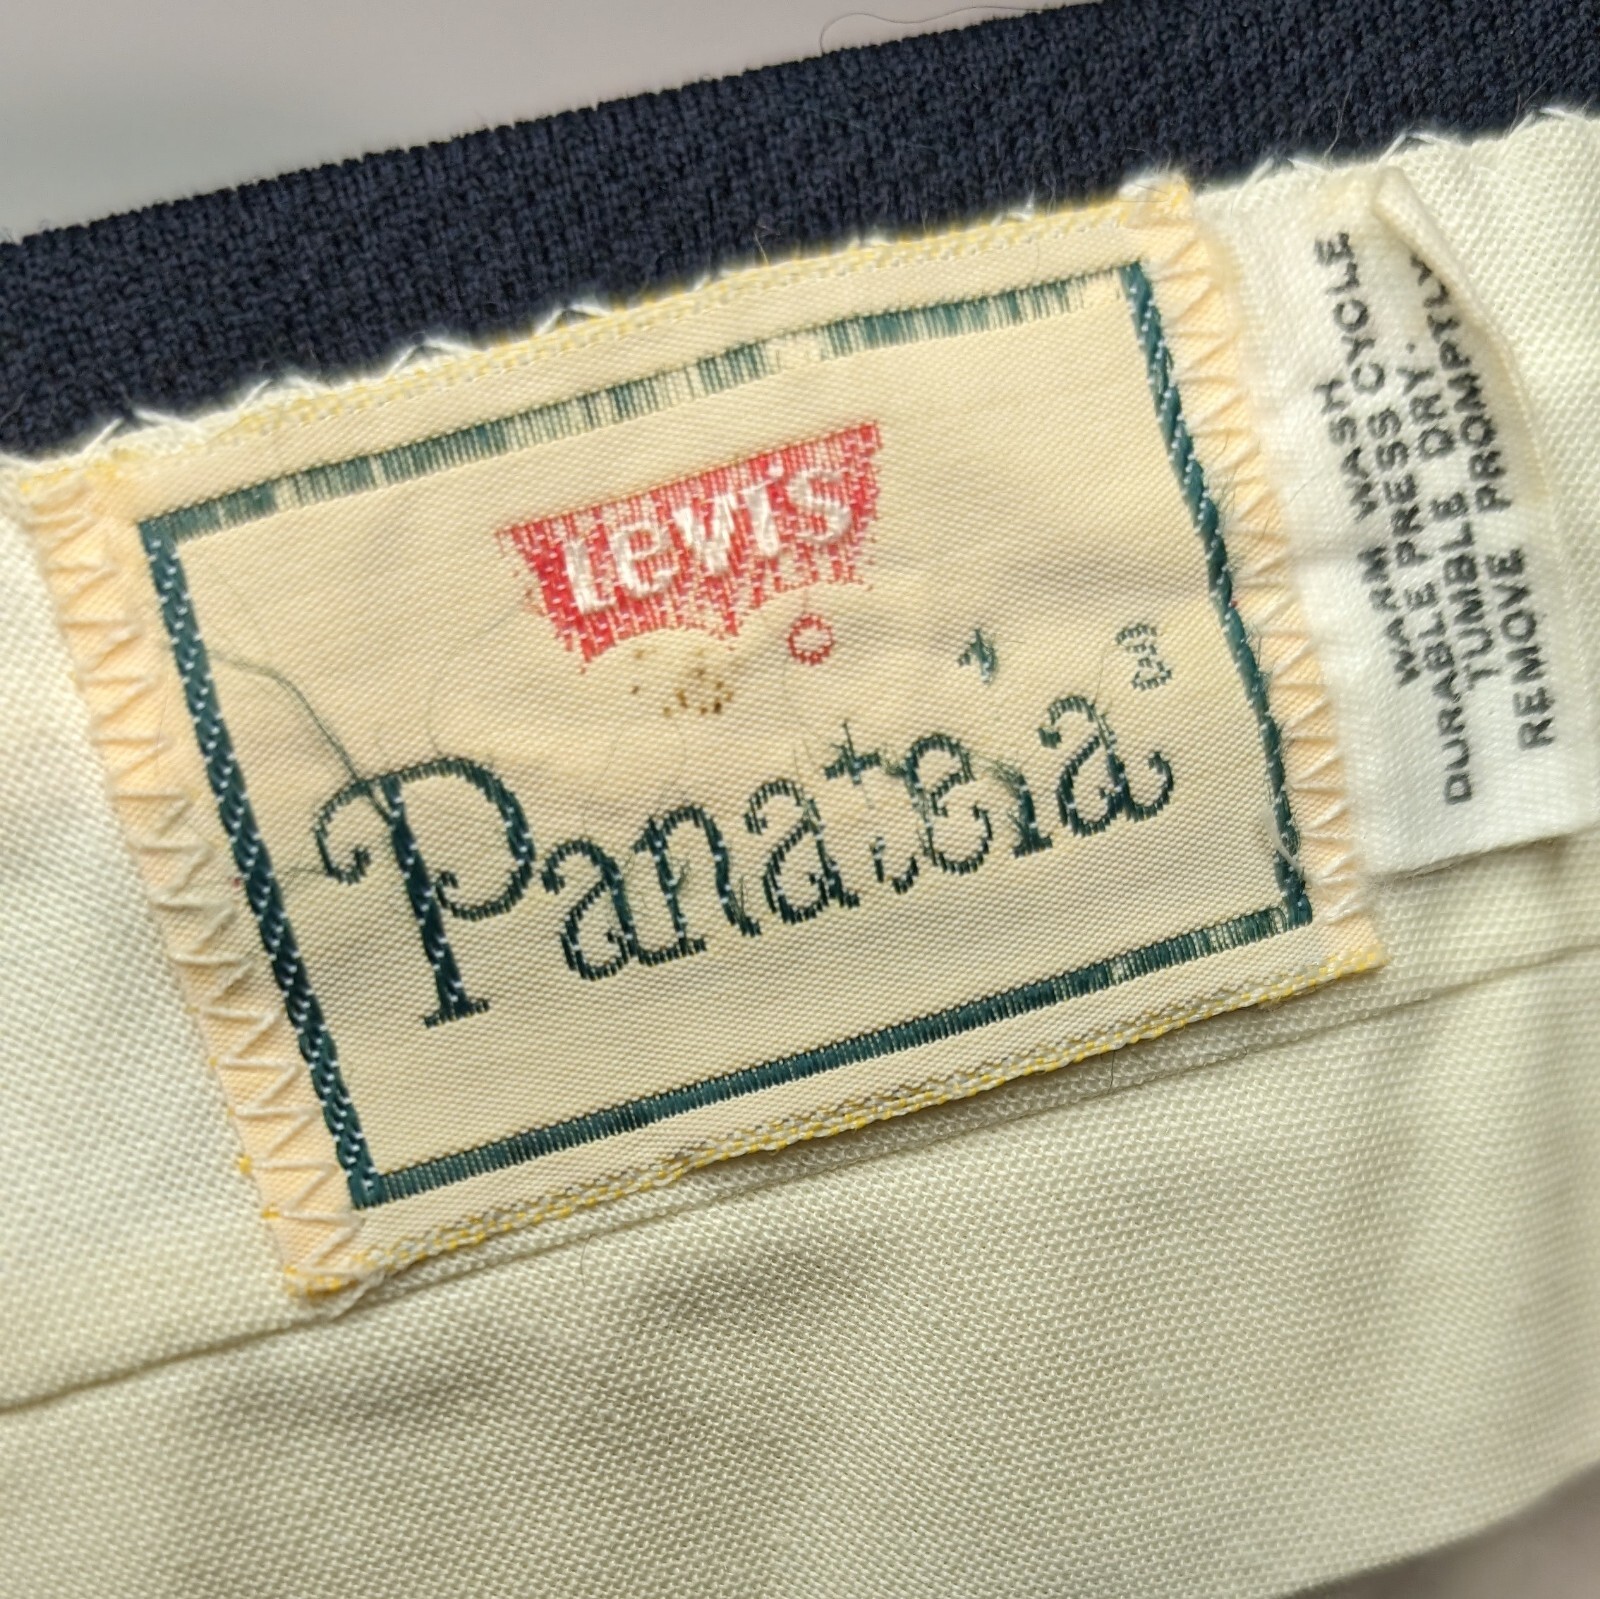 Levi's
Panatela
WARM WASH
DURABLE PRESS CYCLE
TUMBLE DRY.
REMOVE PROMPTLY